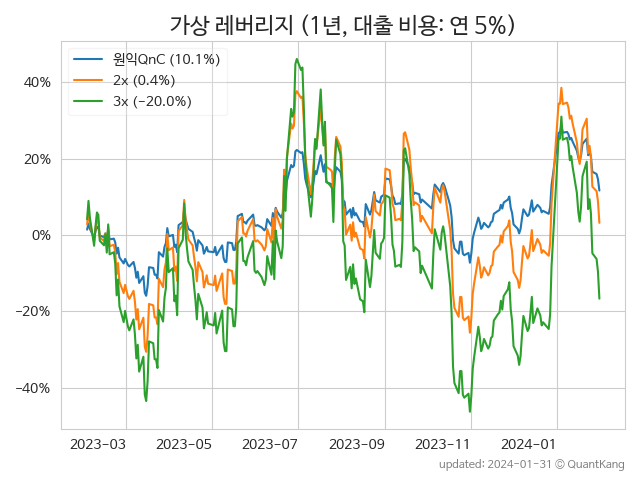 가상 레버리지 (1년, 대출 비용: 연 5%)
원익QnC (10.1%)
2x (0.4%)
3x (−20.0%)
40%
20%
0%
−20%
−40%
2023-03 2023-05 2023-07 2023-09 2023-11 2024-01
updated: 2024-01-31 © QuantKang